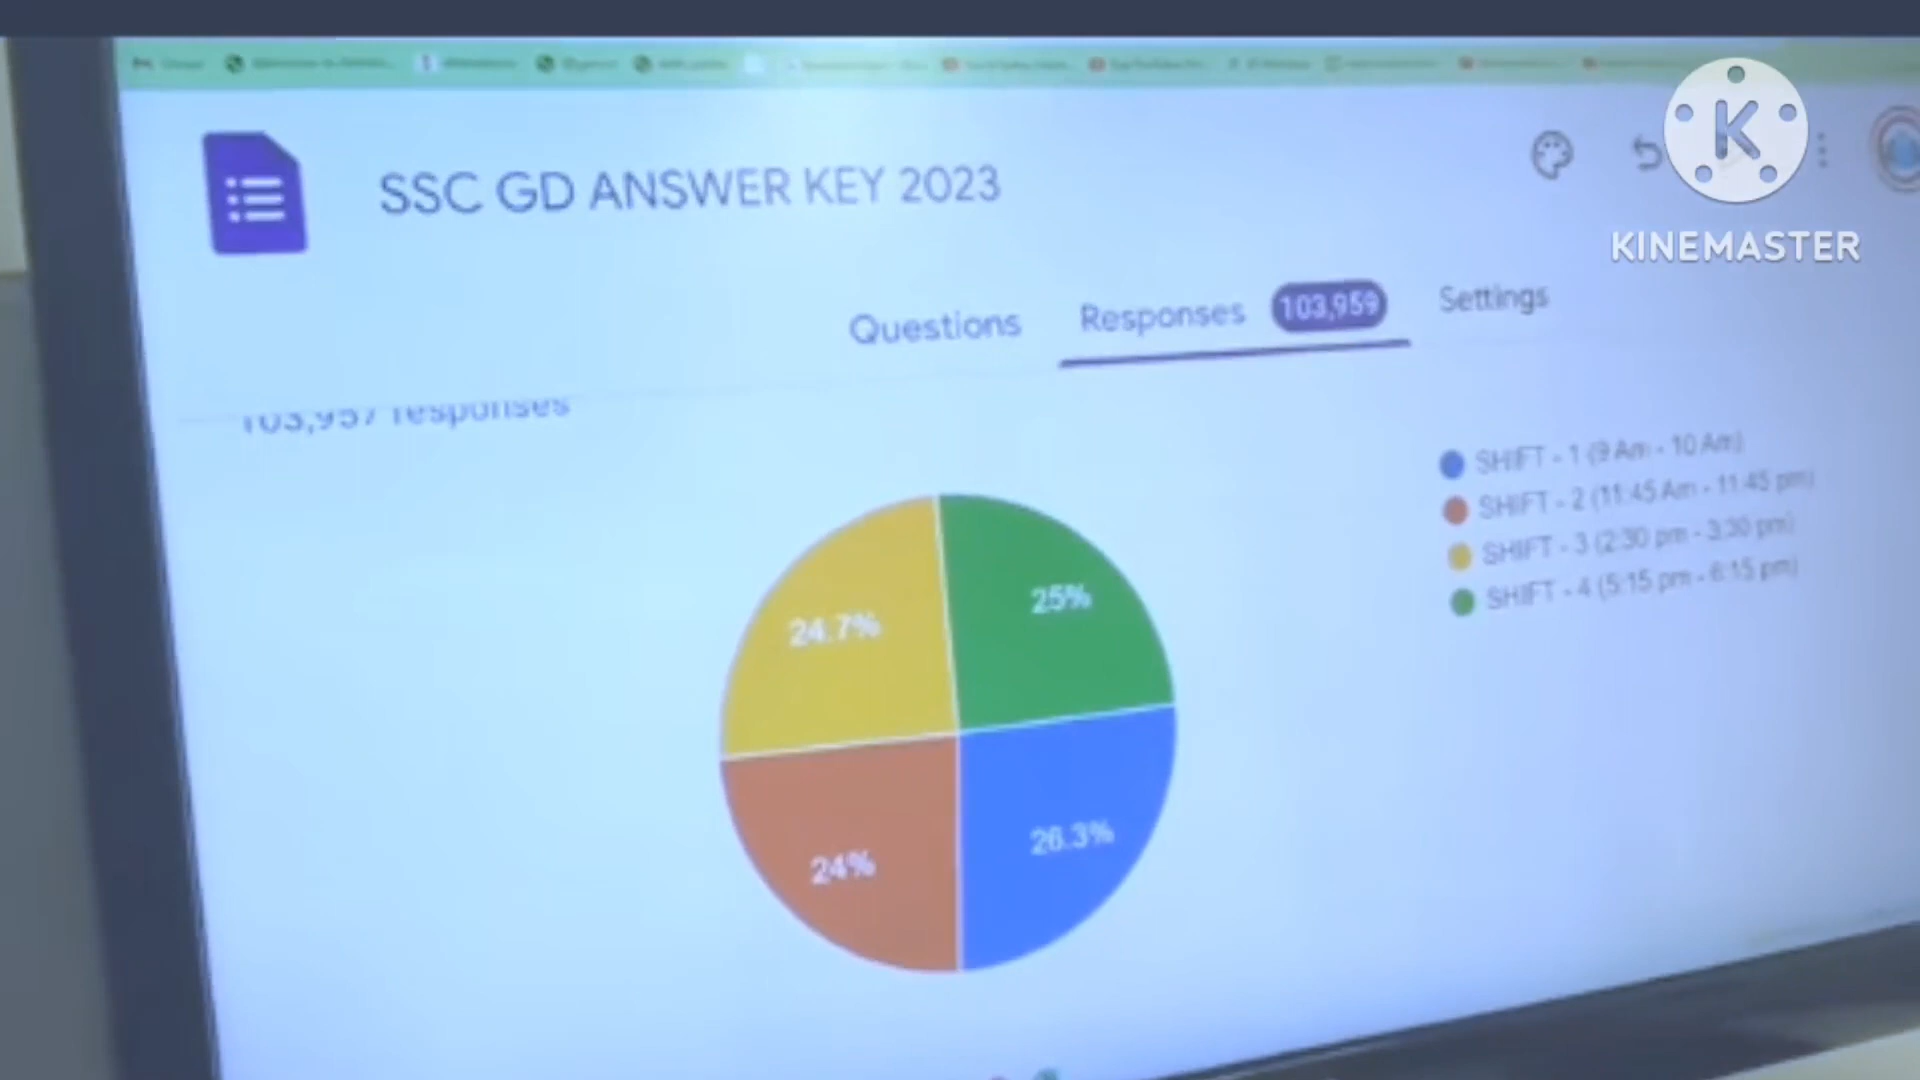 SSC GD ANSWER KEY 2023
K
KINEMASTER
Questions
Responses
103,959
Settings
103,957 responses
SHIFT - 1 (9 Am - 10 Am)
SHIFT - 2 (11:45 Am - 11:45 pm)
SHIFT - 3 (2:30 pm - 3:30 pm)
SHIFT - 4 (5:15 pm - 6:15 pm)
24.7%
25%
24%
26.3%